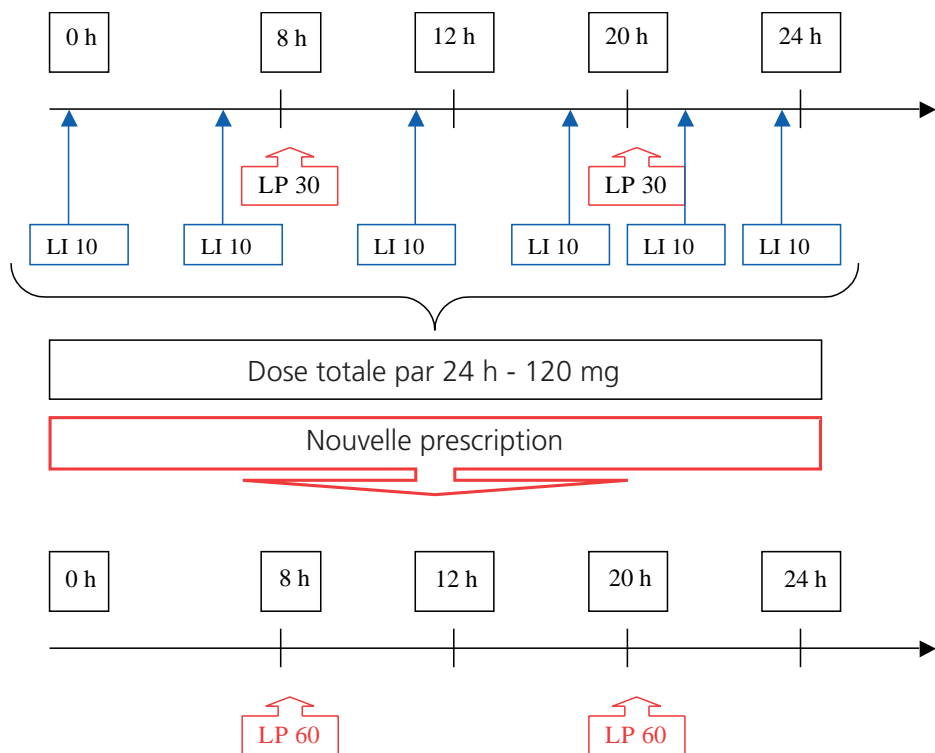 0 h 8 h 12 h 20 h 24 h
LP 30 LP 30
LI 10 LI 10 LI 10 LI 10 LI 10 LI 10
Dose totale par 24 h - 120 mg
Nouvelle prescription
0 h 8 h 12 h 20 h 24 h
LP 60 LP 60